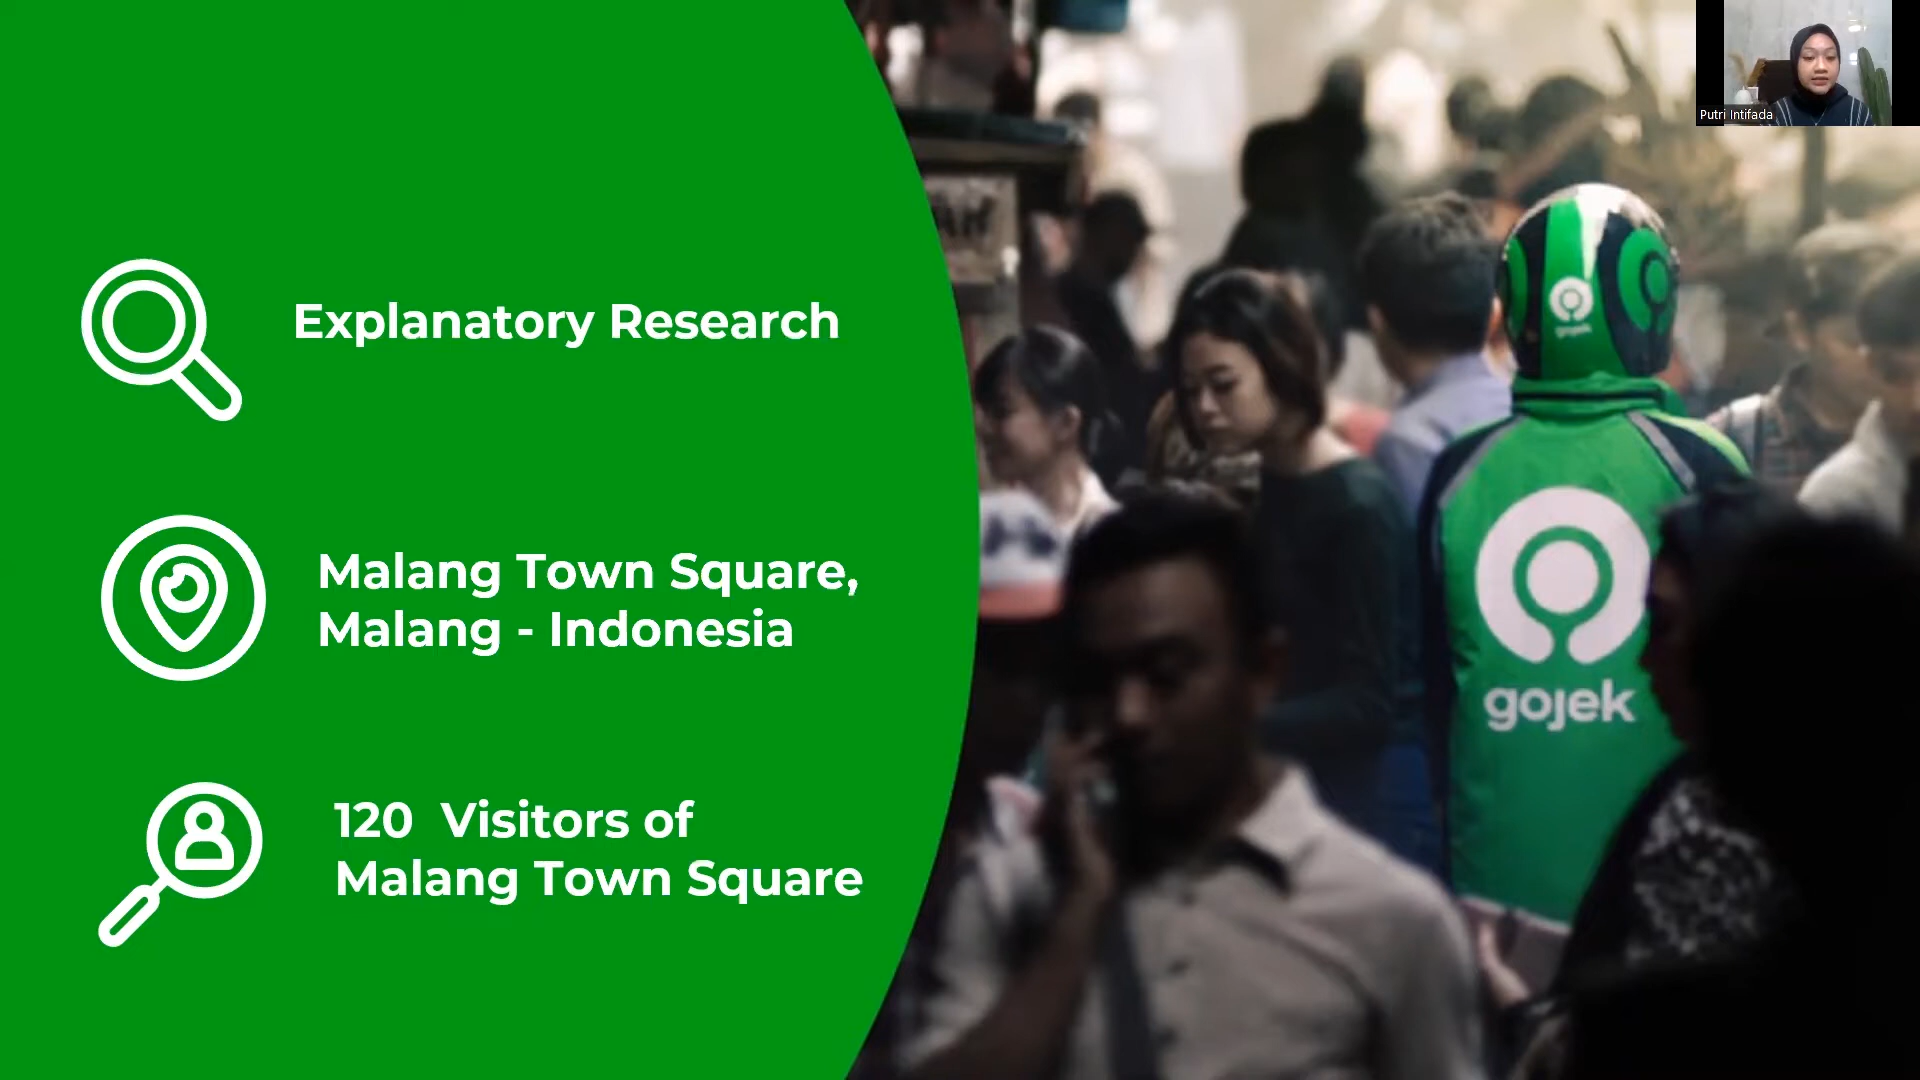 Explanatory Research
Malang Town Square,
Malang - Indonesia
120 Visitors of
Malang Town Square
Putri Intifada
gojek
gojek